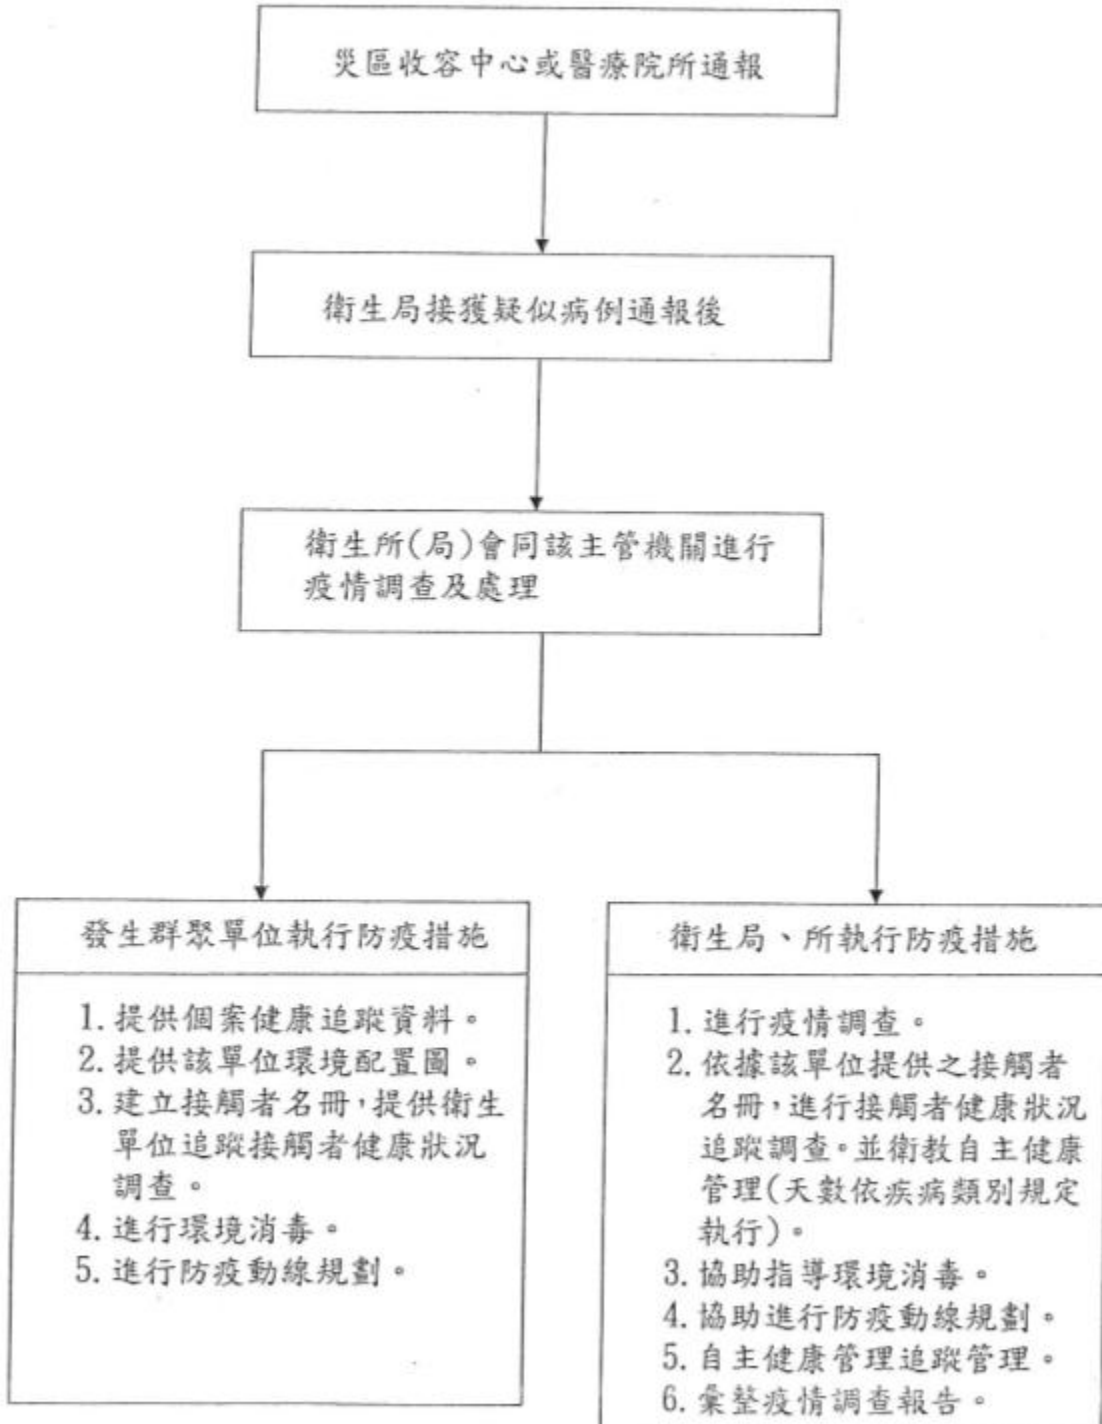 災區收容中心或醫療院所通報
衛生局接獲疑似病例通報後
衛生所(局)會同該主管機關進行
疫情調查及處理
發生群聚單位執行防疫措施
1. 提供個案健康追蹤資料。
2. 提供該單位環境配置圖。
3. 建立接觸者名冊，提供衛生
單位追蹤接觸者健康狀況
調查。
4. 進行環境消毒。
5. 進行防疫動線規劃。
衛生局、所執行防疫措施
1. 進行疫情調查。
2. 依據該單位提供之接觸者
名冊，進行接觸者健康狀況
追蹤調查。並衛教自主健康
管理(天數依疾病類別規定
執行)。
3. 協助指導環境消毒。
4. 協助進行防疫動線規劃。
5. 自主健康管理追蹤管理。
6. 彙整疫情調查報告。